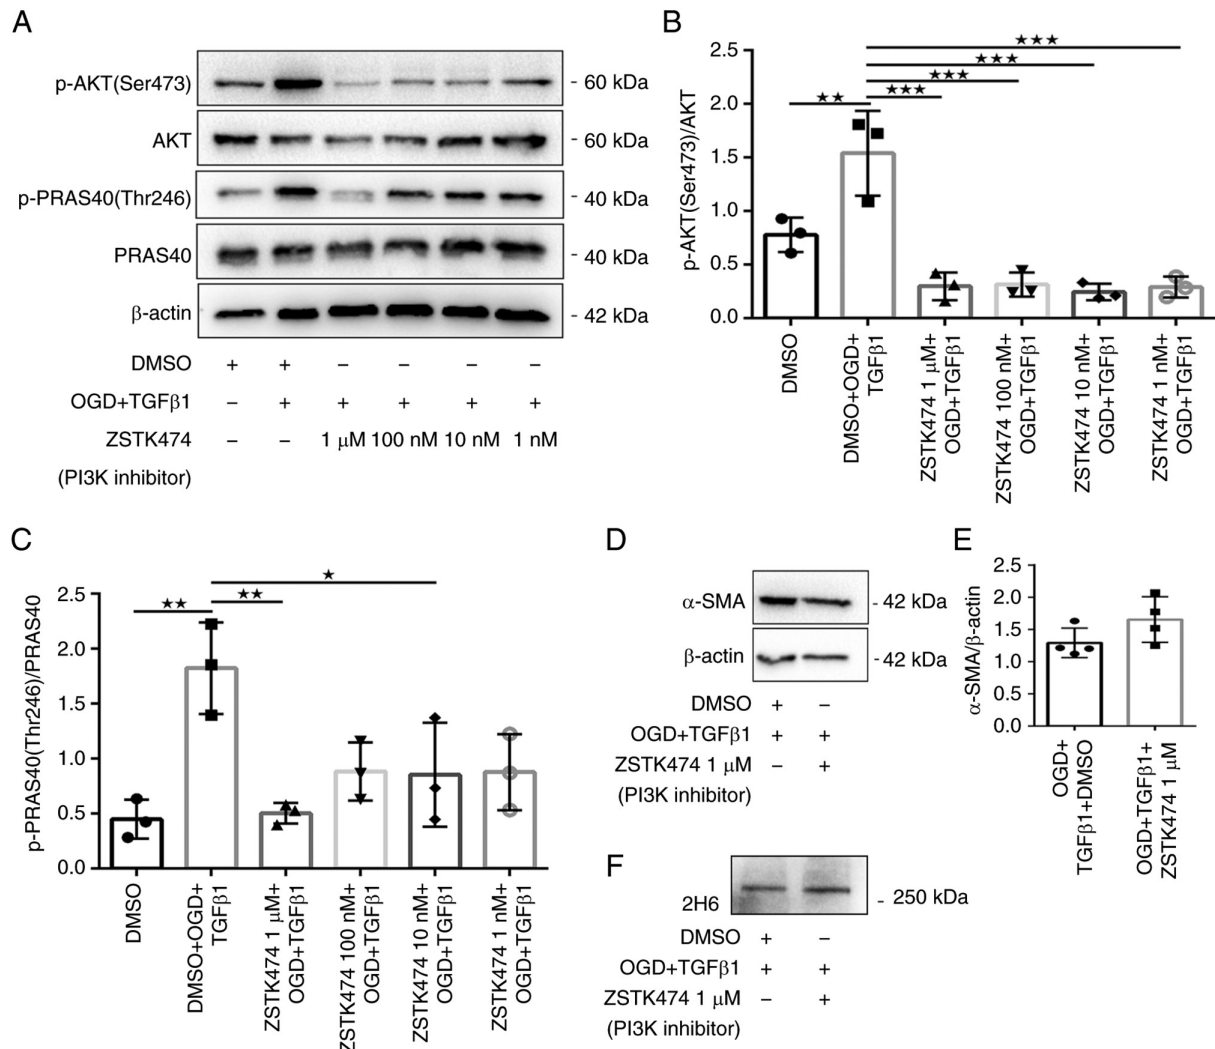 A
p-AKT(Ser473)
- 60 kDa
AKT
- 60 kDa
p-PRAS40(Thr246)
- 40 kDa
PRAS40
- 40 kDa
β-actin
- 42 kDa
DMSO + + – – – –
OGD+TGFβ1 – + + + + +
ZSTK474 – – 1 μM 100 nM 10 nM 1 nM
(PI3K inhibitor)
B
p-AKT(Ser473)/AKT
2.5
2.0
1.5
1.0
0.5
0.0
★★
★★★
★★★
★★★
★★★
DMSO
DMSO+OGD+
TGFβ1
ZSTK474 1 μM+
OGD+TGFβ1
ZSTK474 100 nM+
OGD+TGFβ1
ZSTK474 10 nM+
OGD+TGFβ1
ZSTK474 1 nM+
OGD+TGFβ1
C
p-PRAS40(Thr246)/PRAS40
2.5
2.0
1.5
1.0
0.5
0.0
★★
★★
★
DMSO
DMSO+OGD+
TGFβ1
ZSTK474 1 μM+
OGD+TGFβ1
ZSTK474 100 nM+
OGD+TGFβ1
ZSTK474 10 nM+
OGD+TGFβ1
ZSTK474 1 nM+
OGD+TGFβ1
D
α-SMA
- 42 kDa
β-actin
- 42 kDa
DMSO + –
OGD+TGFβ1 + +
ZSTK474 1 μM – +
(PI3K inhibitor)
E
α-SMA/β-actin
2.5
2.0
1.5
1.0
0.5
0.0
OGD+
TGFβ1+DMSO
OGD+TGFβ1+
ZSTK474 1 μM
F
2H6
- 250 kDa
DMSO + –
OGD+TGFβ1 + +
ZSTK474 1 μM – +
(PI3K inhibitor)